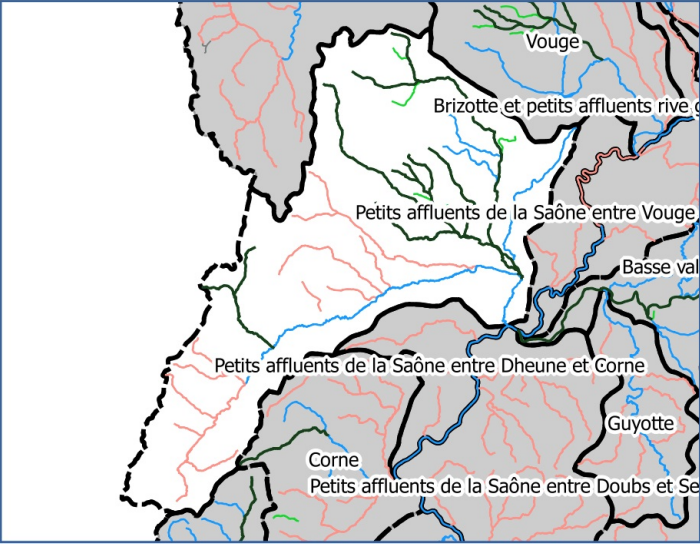 Vouge
Brizotte et petits affluents rive g
Petits affluents de la Saône entre Vouge
Basse val
Petits affluents de la Saône entre Dheune et Corne
Guyotte
Corne
Petits affluents de la Saône entre Doubs et Se